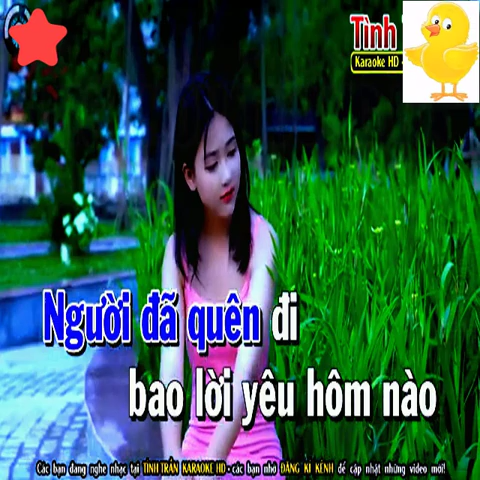 Tình
Karaoke HD
Người đã quên đi
bao lời yêu hôm nào
Các bạn đang nghe nhạc tại TÌNH TRẦN KARAOKE HD - các bạn nhớ ĐĂNG KÍ KÊNH để cập nhật những video mới!